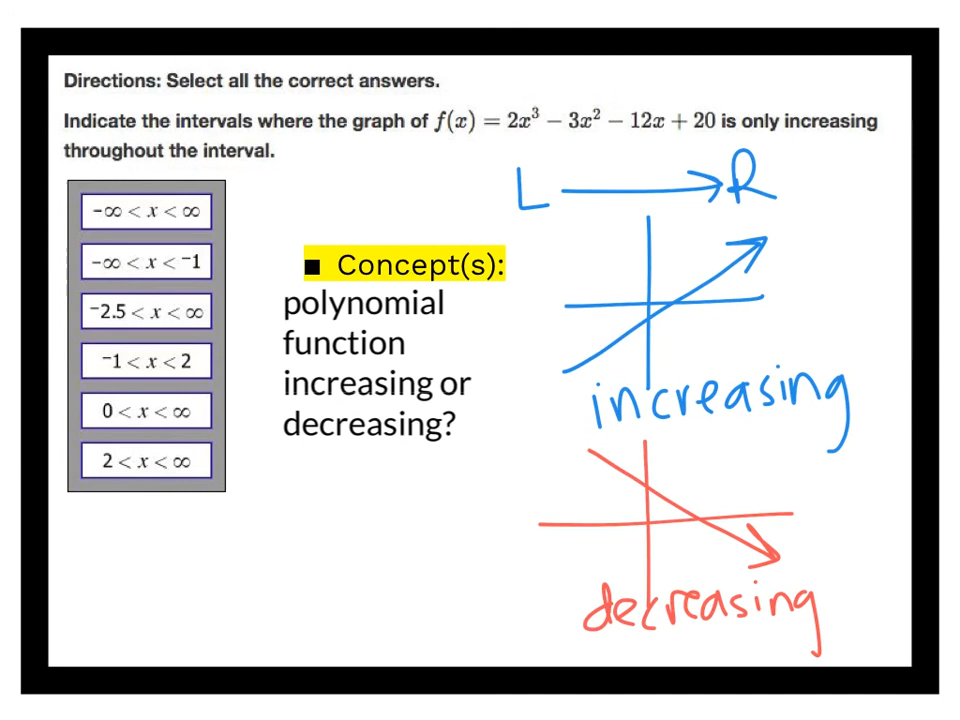 Directions: Select all the correct answers.
Indicate the intervals where the graph of f(x) = 2x³ − 3x² − 12x + 20 is only increasing
throughout the interval.
L R
−∞ < x < ∞
−∞ < x < ⁻1
⁻2.5 < x < ∞
⁻1 < x < 2
0 < x < ∞
2 < x < ∞
▪ Concept(s):
polynomial
function
increasing or
decreasing?
increasing
decreasing